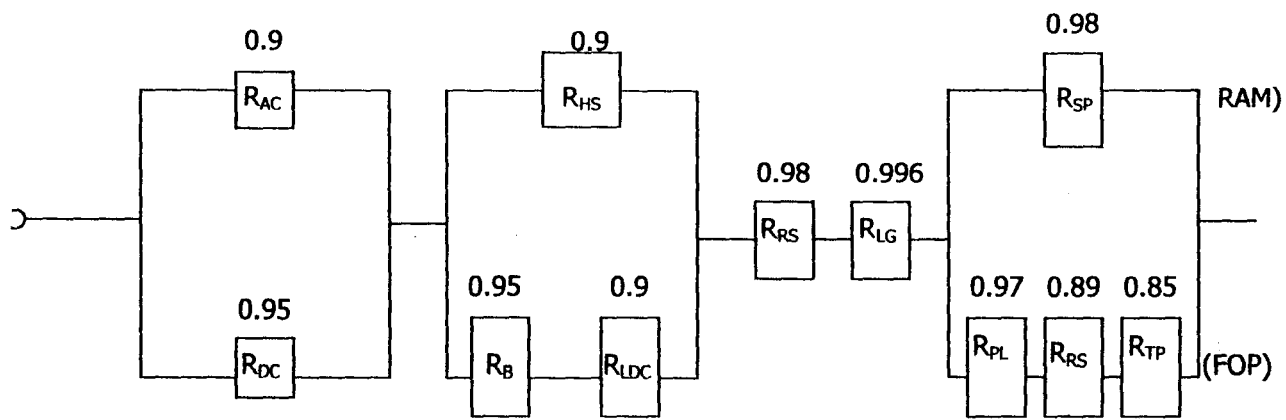 0.98
0.9 0.9
R_AC R_HS R_SP RAM)
0.98 0.996
R_RS R_LG
0.95 0.95 0.9 0.97 0.89 0.85
R_DC R_B R_LDC R_PL R_RS R_TP (FOP)